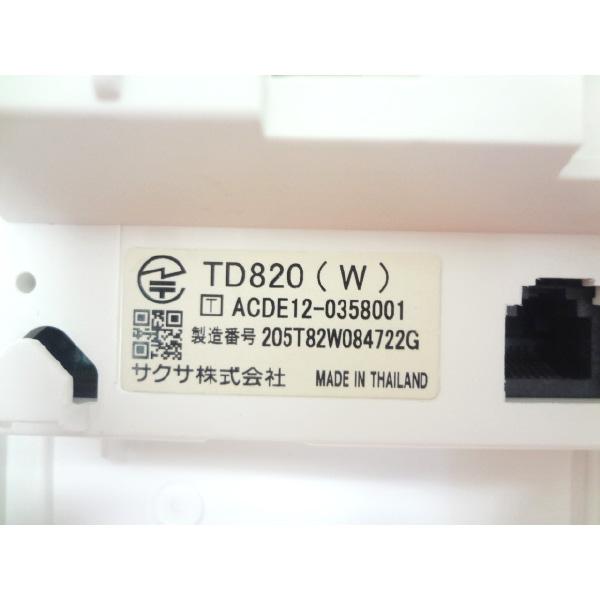 TD820 (W)
T ACDE12-0358001
製造番号 205T82W084722G
サクサ株式会社 MADE IN THAILAND